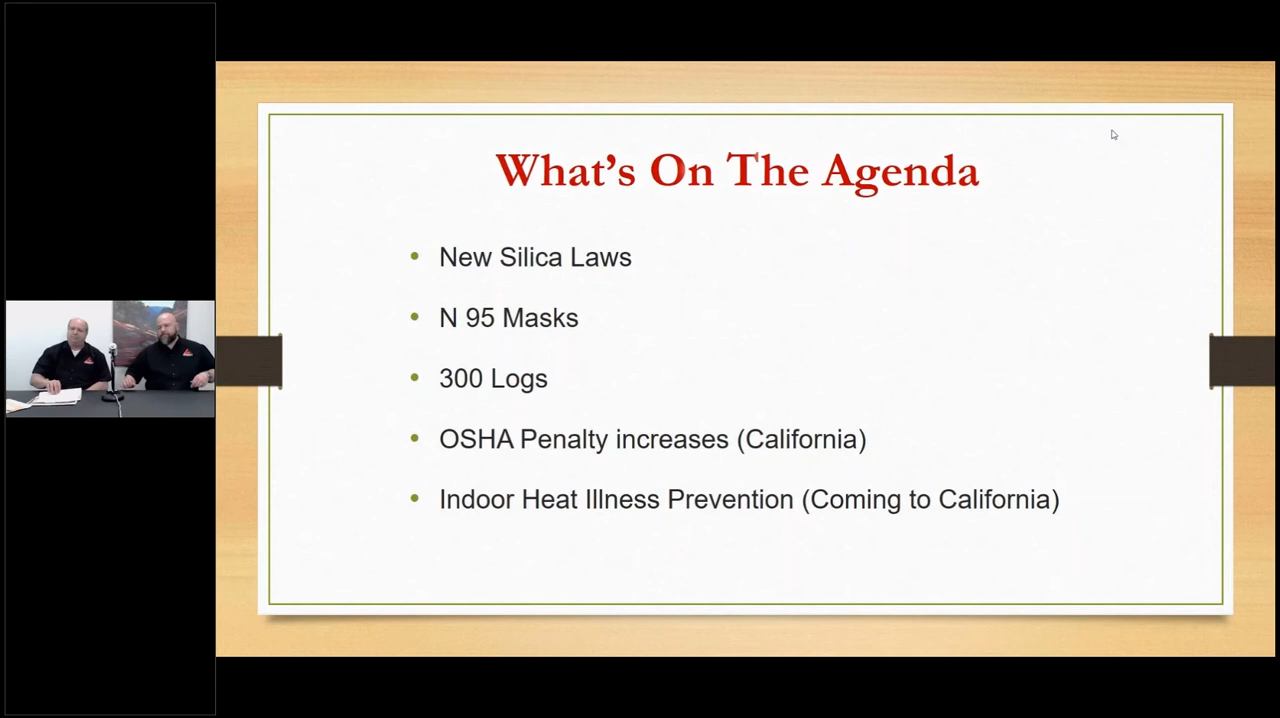 What's On The Agenda
• New Silica Laws
• N 95 Masks
• 300 Logs
• OSHA Penalty increases (California)
• Indoor Heat Illness Prevention (Coming to California)